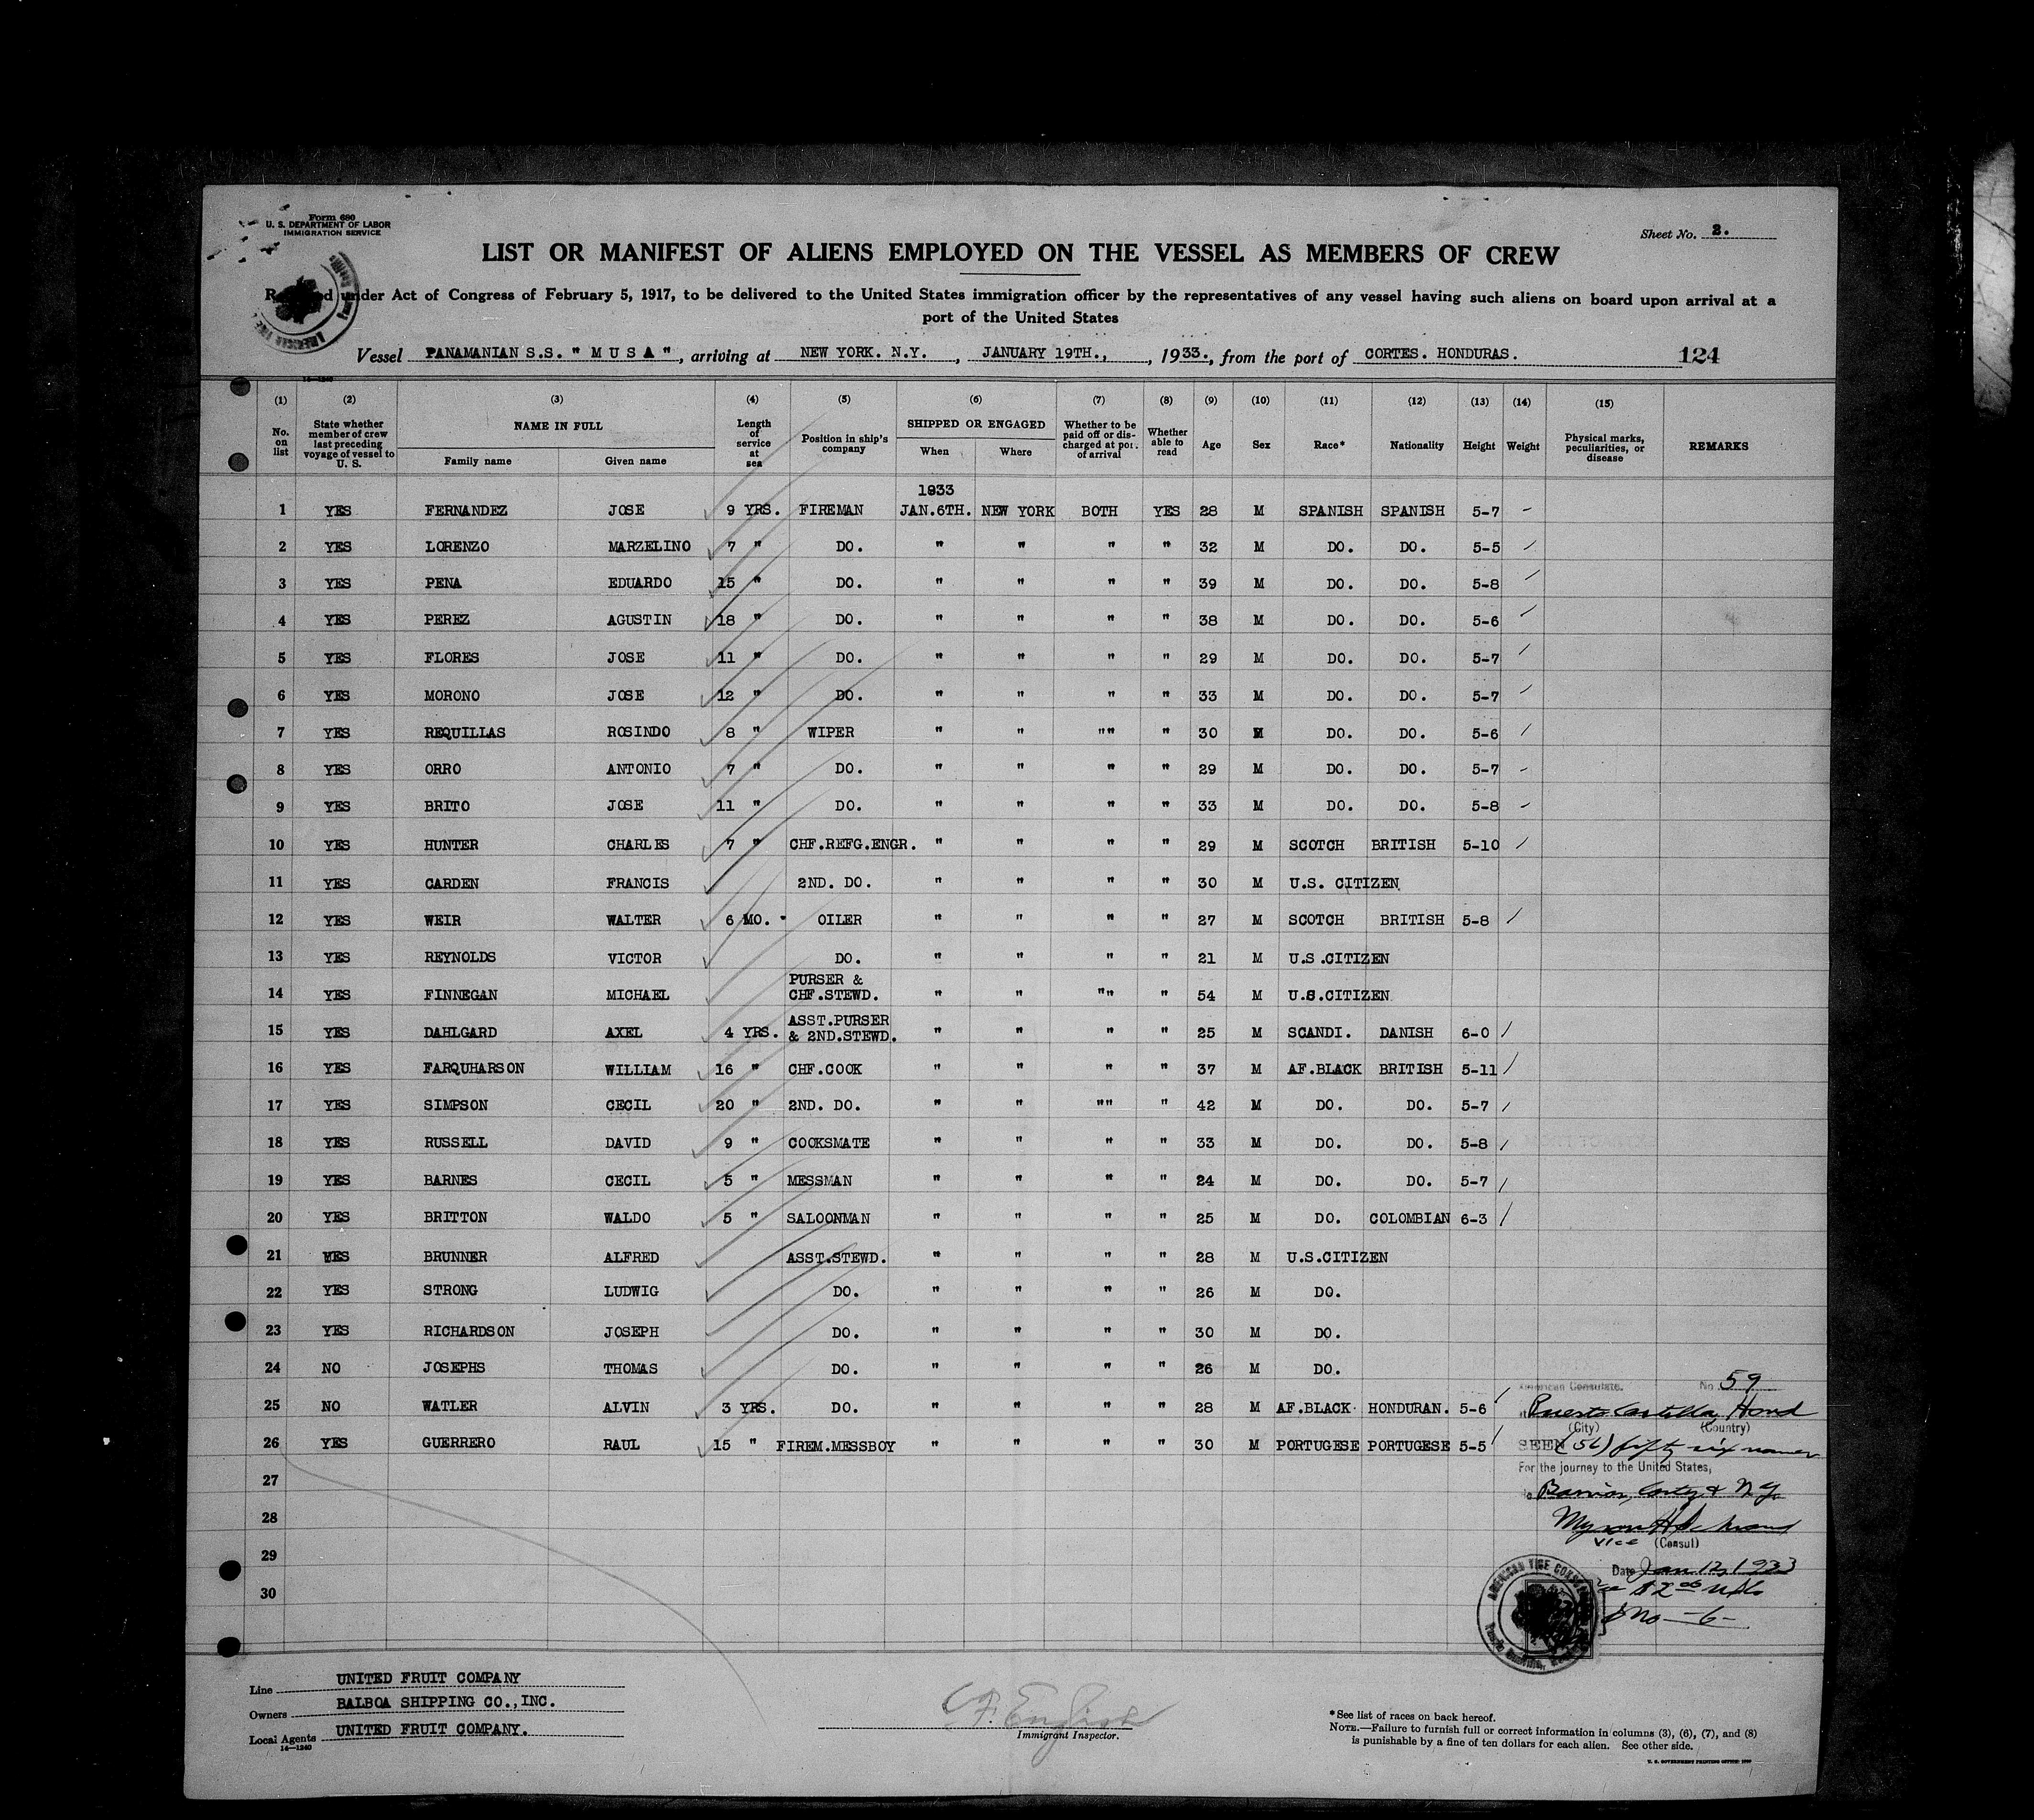 Form 680
U. S. DEPARTMENT OF LABOR
IMMIGRATION SERVICE
Sheet No. 2.
LIST OR MANIFEST OF ALIENS EMPLOYED ON THE VESSEL AS MEMBERS OF CREW
under Act of Congress of February 5, 1917, to be delivered to the United States immigration officer by the representatives of any vessel having such aliens on board upon arrival at a
port of the United States
Vessel PANAMANIAN S.S. " M U S A ", arriving at NEW YORK. N.Y., JANUARY 19TH., , 1933., from the port of CORTES. HONDURAS. 124
14—1240
(1) (2) (3) (4) (5) (6) (7) (8) (9) (10) (11) (12) (13) (14) (15)
No. on list State whether member of crew last preceding voyage of vessel to U. S. NAME IN FULL Length of service at sea Position in ship's company SHIPPED OR ENGAGED Whether to be paid off or discharged at port of arrival Whether able to read Age Sex Race* Nationality Height Weight Physical marks, peculiarities, or disease REMARKS
Family name Given name When Where
1933
1 YES FERNANDEZ JOSE 9 YRS. FIREMAN JAN.6TH. NEW YORK BOTH YES 28 M SPANISH SPANISH 5-7 -
2 YES LORENZO MARZELINO 7 " DO. " " " " 32 M DO. DO. 5-5
3 YES PENA EDUARDO 15 " DO. " " " " 39 M DO. DO. 5-8
4 YES PEREZ AGUSTIN 18 " DO. " " " " 38 M DO. DO. 5-6
5 YES FLORES JOSE 11 " DO. " " " " 29 M DO. DO. 5-7
6 YES MORONO JOSE 12 " DO. " " " " 33 M DO. DO. 5-7
7 YES REQUILLAS ROSINDO 8 " WIPER " " "" " 30 M DO. DO. 5-6
8 YES ORRO ANTONIO 7 " DO. " " " " 29 M DO. DO. 5-7
9 YES BRITO JOSE 11 " DO. " " " " 33 M DO. DO. 5-8
10 YES HUNTER CHARLES 7 " CHF.REFG.ENGR. " " " " 29 M SCOTCH BRITISH 5-10
11 YES CARDEN FRANCIS 2ND. DO. " " " " 30 M U.S. CITIZEN
12 YES WEIR WALTER 6 MO. OILER " " " " 27 M SCOTCH BRITISH 5-8
13 YES REYNOLDS VICTOR DO. " " " " 21 M U.S.CITIZEN
14 YES FINNEGAN MICHAEL PURSER & CHF.STEWD. " " "" " 54 M U.S.CITIZEN
15 YES DAHLGARD AXEL 4 YRS. ASST.PURSER & 2ND.STEWD. " " " " 25 M SCANDI. DANISH 6-0
16 YES FARQUHARSON WILLIAM 16 " CHF.COOK " " " " 37 M AF.BLACK BRITISH 5-11
17 YES SIMPSON CECIL 20 " 2ND. DO. " " "" " 42 M DO. DO. 5-7
18 YES RUSSELL DAVID 9 " COOKSMATE " " " " 33 M DO. DO. 5-8
19 YES BARNES CECIL 5 " MESSMAN " " " " 24 M DO. DO. 5-7
20 YES BRITTON WALDO 5 " SALOONMAN " " " " 25 M DO. COLOMBIAN 6-3
21 YES BRUNNER ALFRED ASST.STEWD. " " " " 28 M U.S.CITIZEN
22 YES STRONG LUDWIG DO. " " " " 26 M DO.
23 YES RICHARDSON JOSEPH DO. " " " " 30 M DO.
24 NO JOSEPHS THOMAS DO. " " " " 26 M DO.
25 NO WATLER ALVIN 3 YRS. DO. " " " " 28 M AF.BLACK HONDURAN. 5-6
26 YES GUERRERO RAUL 15 " FIREM.MESSBOY " " " " 30 M PORTUGESE PORTUGESE 5-5
27
28
29
30
American Consulate. No. 59
Puerto Castilla, Hond
(City) (Country)
SEEN (56) fifty six names
For the journey to the United States,
Barrios, Cortez & N.Y.
Myron H.
Vice (Consul)
Date Jan 12, 1933
No -6-
Line UNITED FRUIT COMPANY
Owners BALBOA SHIPPING CO.,INC.
Local Agents UNITED FRUIT COMPANY.
14—1240
English
Immigrant Inspector.
*See list of races on back hereof.
NOTE.—Failure to furnish full or correct information in columns (3), (6), (7), and (8)
is punishable by a fine of ten dollars for each alien. See other side.
U. S. GOVERNMENT PRINTING OFFICE: